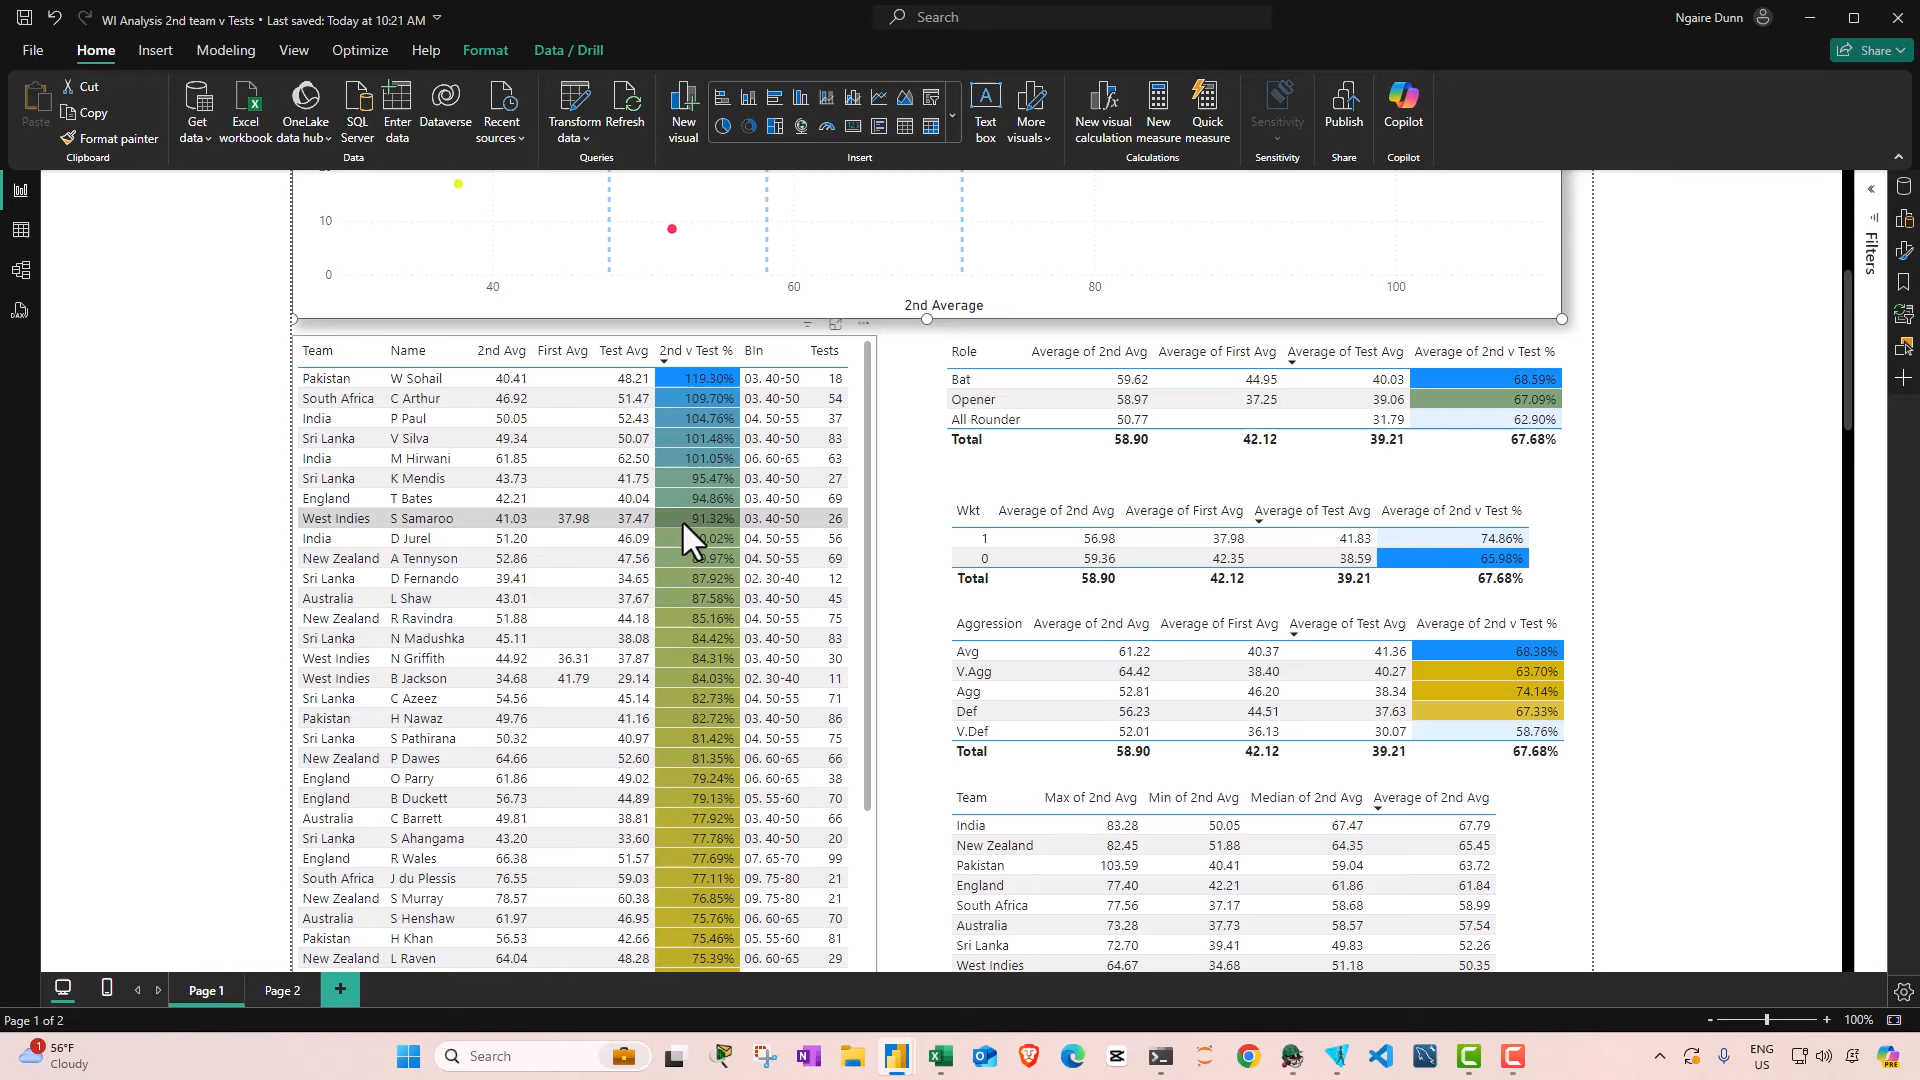 WI Analysis 2nd team v Tests • Last saved: Today at 10:21 AM
Search
Ngaire Dunn
File Home Insert Modeling View Optimize Help Format Data / Drill
Share
Paste
Cut
Copy
Format painter
Clipboard
Get data
Excel workbook
OneLake data hub
SQL Server
Enter data
Dataverse
Recent sources
Data
Transform data
Refresh
Queries
New visual
Text box
More visuals
Insert
New visual calculation
New measure
Quick measure
Calculations
Sensitivity
Sensitivity
Publish
Share
Copilot
Copilot
Filters
10
0
40 60 80 100
2nd Average
Team Name 2nd Avg First Avg Test Avg 2nd v Test % BIn Tests
Pakistan W Sohail 40.41 48.21 119.30% 03. 40-50 18
South Africa C Arthur 46.92 51.47 109.70% 03. 40-50 54
India P Paul 50.05 52.43 104.76% 04. 50-55 37
Sri Lanka V Silva 49.34 50.07 101.48% 03. 40-50 83
India M Hirwani 61.85 62.50 101.05% 06. 60-65 63
Sri Lanka K Mendis 43.73 41.75 95.47% 03. 40-50 27
England T Bates 42.21 40.04 94.86% 03. 40-50 69
West Indies S Samaroo 41.03 37.98 37.47 91.32% 03. 40-50 26
India D Jurel 51.20 46.09 04. 50-55 56
New Zealand A Tennyson 52.86 47.56 04. 50-55 69
Sri Lanka D Fernando 39.41 34.65 87.92% 02. 30-40 12
Australia L Shaw 43.01 37.67 87.58% 03. 40-50 45
New Zealand R Ravindra 51.88 44.18 85.16% 04. 50-55 75
Sri Lanka N Madushka 45.11 38.08 84.42% 03. 40-50 83
West Indies N Griffith 44.92 36.31 37.87 84.31% 03. 40-50 30
West Indies B Jackson 34.68 41.79 29.14 84.03% 02. 30-40 11
Sri Lanka C Azeez 54.56 45.14 82.73% 04. 50-55 71
Pakistan H Nawaz 49.76 41.16 82.72% 03. 40-50 86
Sri Lanka S Pathirana 50.32 40.97 81.42% 04. 50-55 75
New Zealand P Dawes 64.66 52.60 81.35% 06. 60-65 66
England O Parry 61.86 49.02 79.24% 06. 60-65 38
England B Duckett 56.73 44.89 79.13% 05. 55-60 70
Australia C Barrett 49.81 38.81 77.92% 03. 40-50 66
Sri Lanka S Ahangama 43.20 33.60 77.78% 03. 40-50 20
England R Wales 66.38 51.57 77.69% 07. 65-70 99
South Africa J du Plessis 76.55 59.03 77.11% 09. 75-80 21
New Zealand S Murray 78.57 60.38 76.85% 09. 75-80 21
Australia S Henshaw 61.97 46.95 75.76% 06. 60-65 70
Pakistan H Khan 56.53 42.66 75.46% 05. 55-60 81
New Zealand L Raven 64.04 48.28 75.39% 06. 60-65 29
Role Average of 2nd Avg Average of First Avg Average of Test Avg Average of 2nd v Test %
Bat 59.62 44.95 40.03 68.59%
Opener 58.97 37.25 39.06 67.09%
All Rounder 50.77 31.79 62.90%
Total 58.90 42.12 39.21 67.68%
Wkt Average of 2nd Avg Average of First Avg Average of Test Avg Average of 2nd v Test %
1 56.98 37.98 41.83 74.86%
0 59.36 42.35 38.59 65.98%
Total 58.90 42.12 39.21 67.68%
Aggression Average of 2nd Avg Average of First Avg Average of Test Avg Average of 2nd v Test %
Avg 61.22 40.37 41.36 68.38%
V.Agg 64.42 38.40 40.27 63.70%
Agg 52.81 46.20 38.34 74.14%
Def 56.23 44.51 37.63 67.33%
V.Def 52.01 36.13 30.07 58.76%
Total 58.90 42.12 39.21 67.68%
Team Max of 2nd Avg Min of 2nd Avg Median of 2nd Avg Average of 2nd Avg
India 83.28 50.05 67.47 67.79
New Zealand 82.45 51.88 64.35 65.45
Pakistan 103.59 40.41 59.04 63.72
England 77.40 42.21 61.86 61.84
South Africa 77.56 37.17 58.68 58.99
Australia 73.28 37.73 58.57 57.54
Sri Lanka 72.70 39.41 49.83 52.26
West Indies 64.67 34.68 51.18 50.35
Page 1 Page 2 +
Page 1 of 2
- + 100%
1
56°F
Cloudy
Search
ENG
US